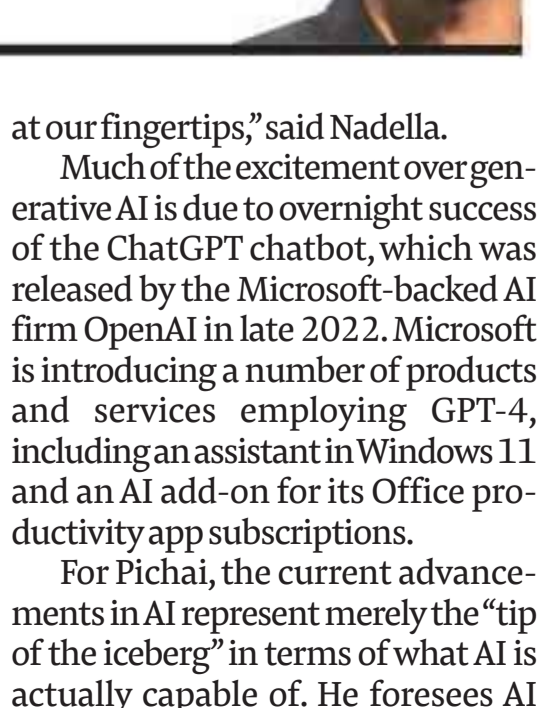 at our fingertips,” said Nadella.
Much of the excitement over gen-
erative AI is due to overnight success
of the ChatGPT chatbot, which was
released by the Microsoft-backed AI
firm OpenAI in late 2022. Microsoft
is introducing a number of products
and services employing GPT-4,
including an assistant in Windows 11
and an AI add-on for its Office pro-
ductivity app subscriptions.
For Pichai, the current advance-
ments in AI represent merely the “tip
of the iceberg” in terms of what AI is
actually capable of. He foresees AI